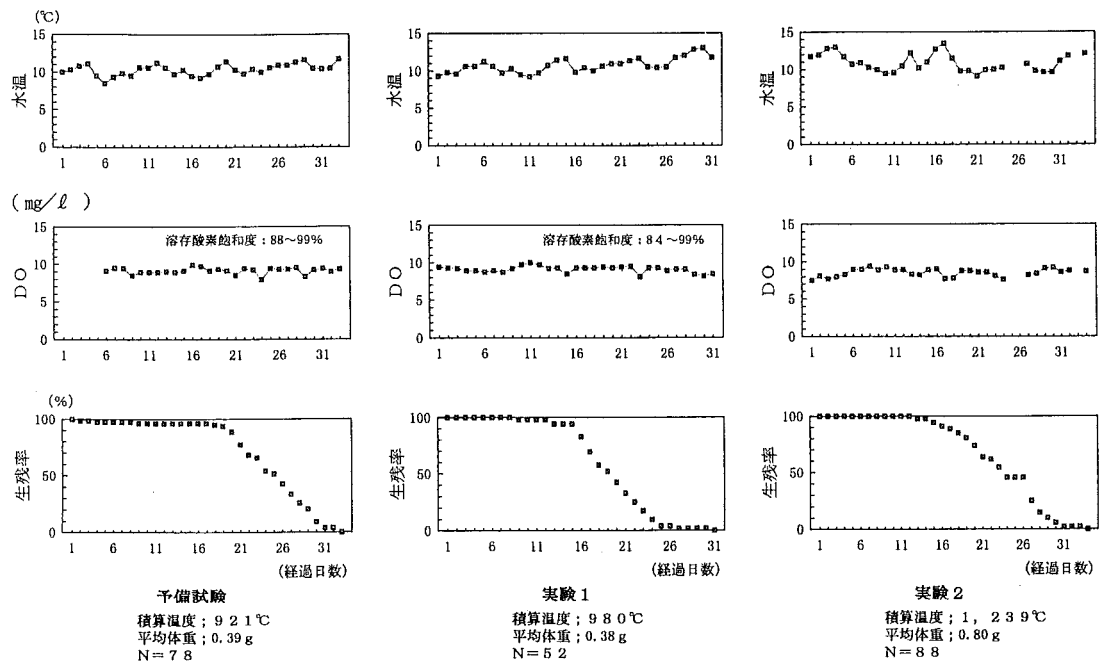 (℃)
15
10
5
0
水温
1 6 11 16 21 26 31
15
10
5
0
水温
1 6 11 16 21 26 31
15
10
5
0
水温
1 6 11 16 21 26 31
(mg/ℓ)
15
10
5
0
DO
溶存酸素飽和度：88～99%
1 6 11 16 21 26 31
15
10
5
0
DO
溶存酸素飽和度：84～99%
1 6 11 16 21 26 31
15
10
5
0
DO
1 6 11 16 21 26 31
(%)
100
50
0
生残率
1 6 11 16 21 26 31
(経過日数)
100
50
0
生残率
1 6 11 16 21 26 31
(経過日数)
100
50
0
生残率
1 6 11 16 21 26 31
(経過日数)
予備試験
積算温度；921℃
平均体重；0.39g
N＝78
実験1
積算温度；980℃
平均体重；0.38g
N＝52
実験2
積算温度；1，239℃
平均体重；0.80g
N＝88